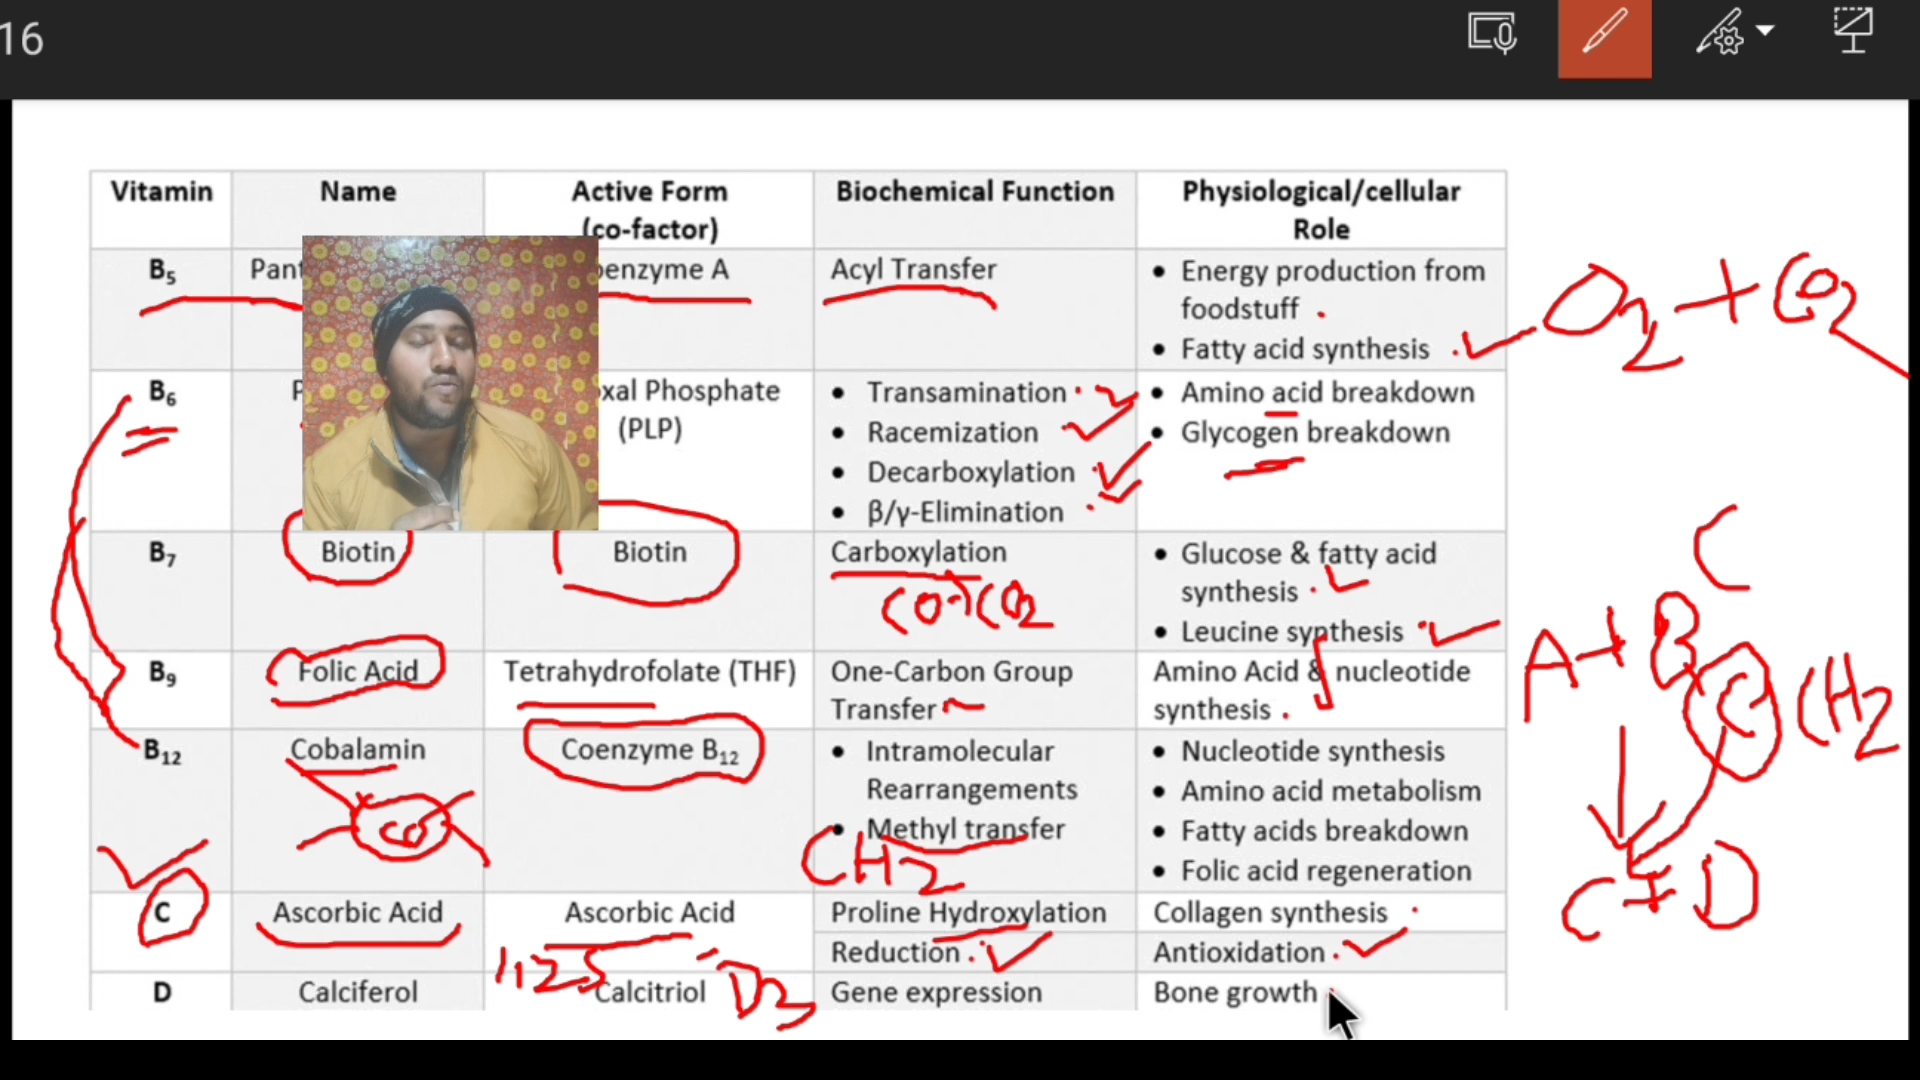 16
Vitamin Name Active Form Biochemical Function Physiological/cellular
(co-factor) Role
B5 Pant oenzyme A Acyl Transfer • Energy production from
foodstuff
• Fatty acid synthesis
O2 + CO2
B6 P xal Phosphate • Transamination • Amino acid breakdown
(PLP) • Racemization • Glycogen breakdown
• Decarboxylation
• β/γ-Elimination
B7 Biotin Biotin Carboxylation • Glucose & fatty acid
synthesis
CO2
• Leucine synthesis
C
A + B
B9 Folic Acid Tetrahydrofolate (THF) One-Carbon Group Amino Acid & nucleotide
Transfer synthesis
C CH2
B12 Cobalamin Coenzyme B12 • Intramolecular • Nucleotide synthesis
Rearrangements • Amino acid metabolism
CO • Methyl transfer • Fatty acids breakdown
CH2 • Folic acid regeneration
C + D
C Ascorbic Acid Ascorbic Acid Proline Hydroxylation Collagen synthesis
Reduction Antioxidation
1,25 D3
D Calciferol Calcitriol Gene expression Bone growth